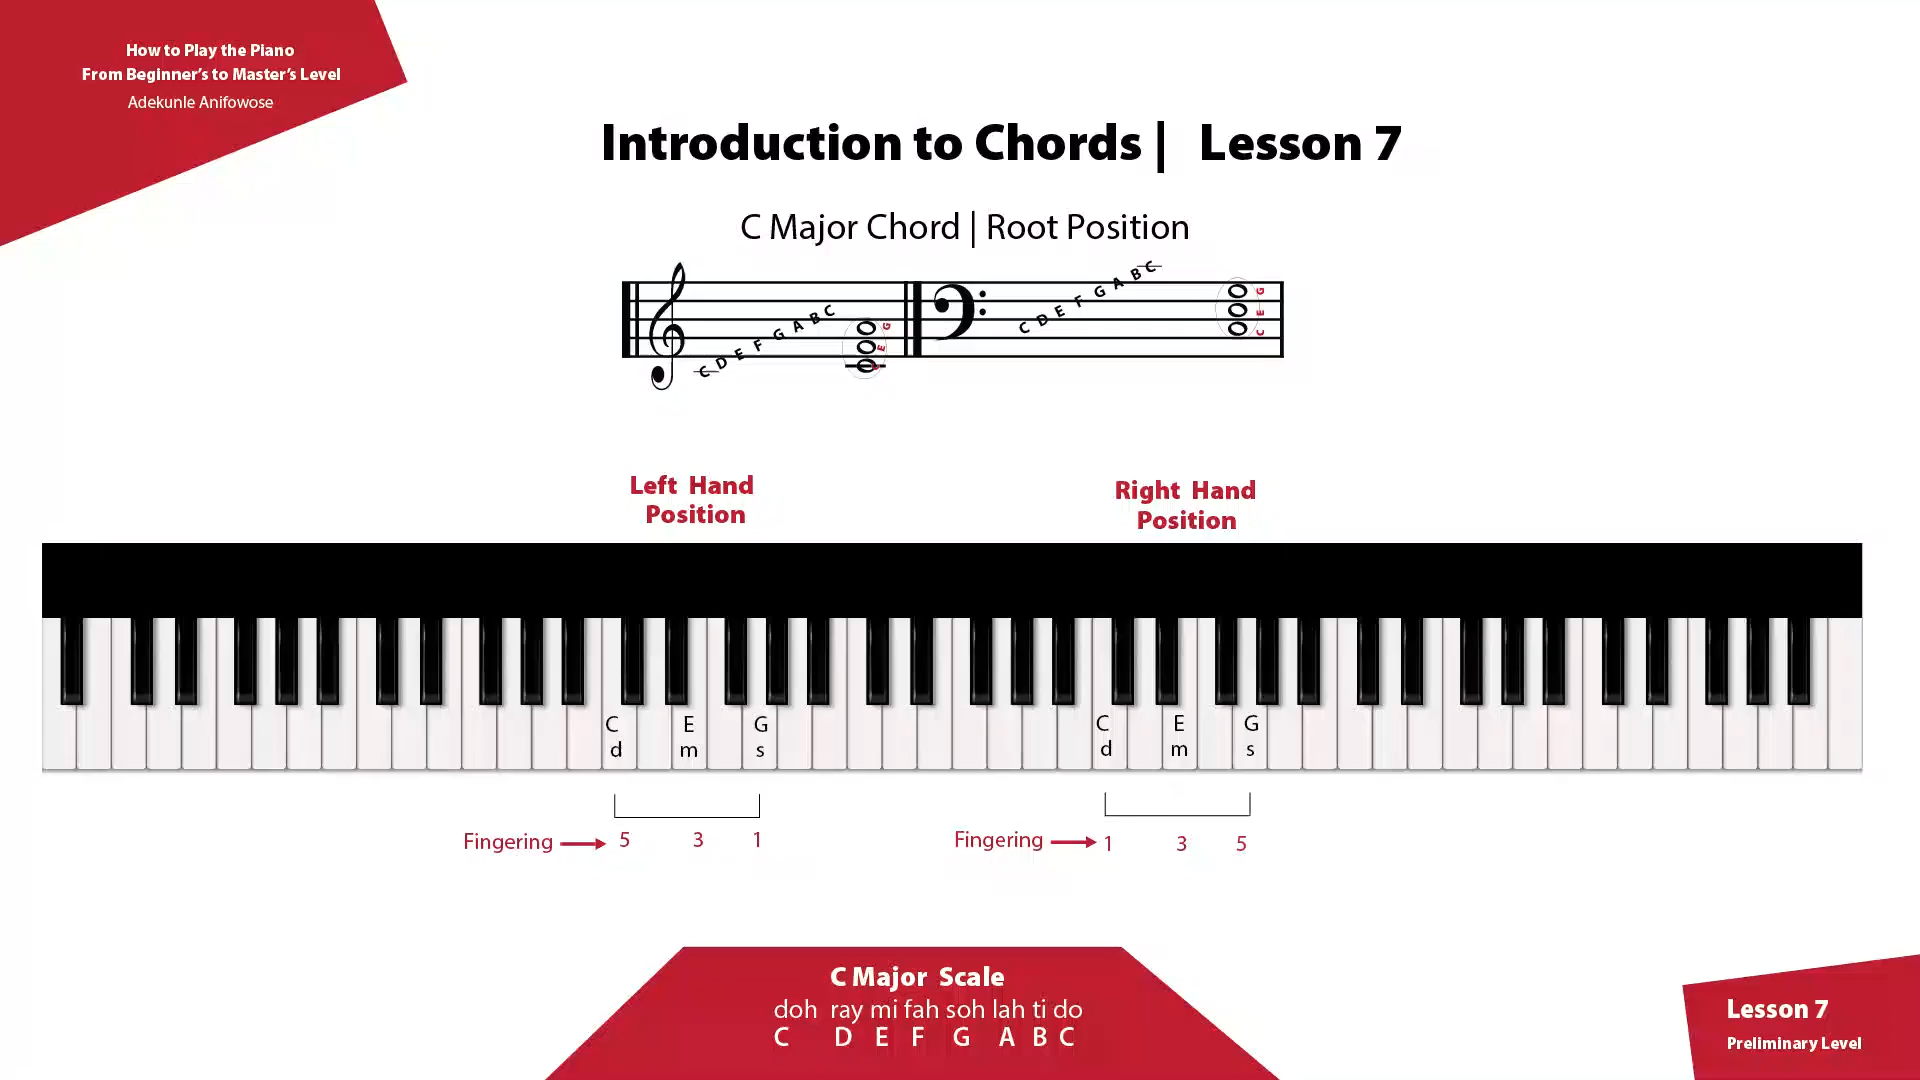 How to Play the Piano
From Beginner's to Master's Level
Adekunle Anifowose
Introduction to Chords | Lesson 7
C Major Chord | Root Position
C D E F G A B C
G
E
C
C D E F G A B C
G
E
C
Left Hand
Position
Right Hand
Position
C E G
d m s
C E G
d m s
Fingering 5 3 1
Fingering 1 3 5
C Major Scale
doh ray mi fah soh lah ti do
C D E F G A B C
Lesson 7
Preliminary Level